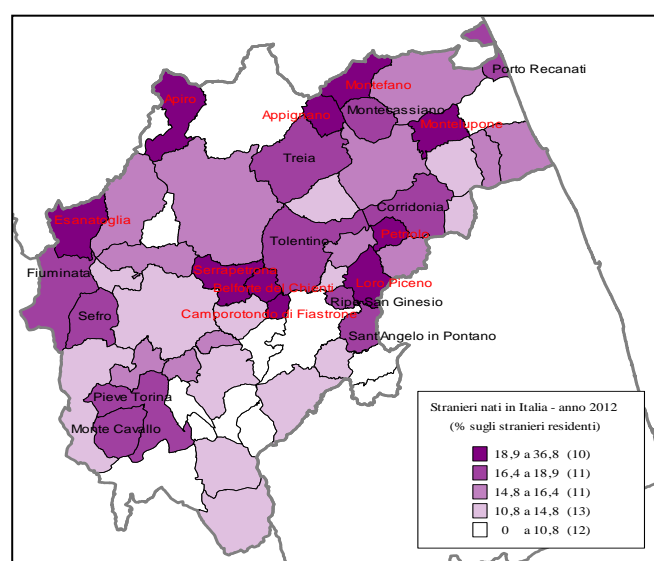 Porto Recanati
Montefano
Apiro
Appignano
Montecassiano
Montelupone
Treia
Corridonia
Esanatoglia
Petriolo
Tolentino
Serrapetrona
Fiuminata
Loro Piceno
Belforte del Chienti
Ripe San Ginesio
Camporotondo di Fiastrone
Sefro
Sant'Angelo in Pontano
Pieve Torina
Monte Cavallo
Stranieri nati in Italia - anno 2012
(% sugli stranieri residenti)
18,9 a 36,8 (10)
16,4 a 18,9 (11)
14,8 a 16,4 (11)
10,8 a 14,8 (13)
0 a 10,8 (12)